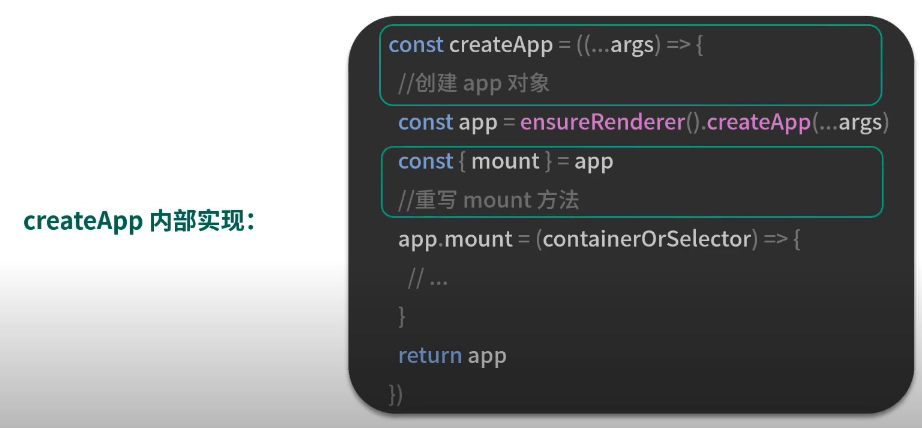 createApp 内部实现：
const createApp = ((...args) => {
//创建 app 对象
const app = ensureRenderer().createApp(...args)
const { mount } = app
//重写 mount 方法
app.mount = (containerOrSelector) => {
// ...
}
return app
})